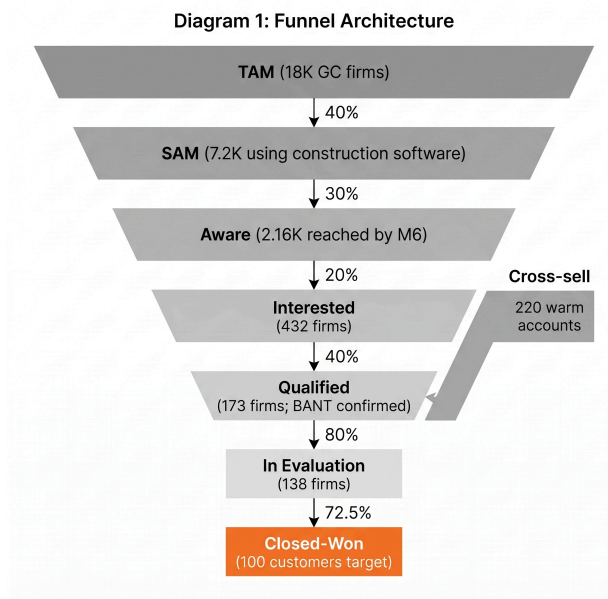 Diagram 1: Funnel Architecture
TAM (18K GC firms)
40%
SAM (7.2K using construction software)
30%
Aware (2.16K reached by M6)
20%
Cross-sell
220 warm
accounts
Interested
(432 firms)
40%
Qualified
(173 firms; BANT confirmed)
80%
In Evaluation
(138 firms)
72.5%
Closed-Won
(100 customers target)